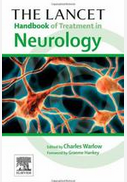 THE LANCET
Handbook of Treatment in
Neurology
Edited by Charles Warlow
Foreword by Graeme Hankey